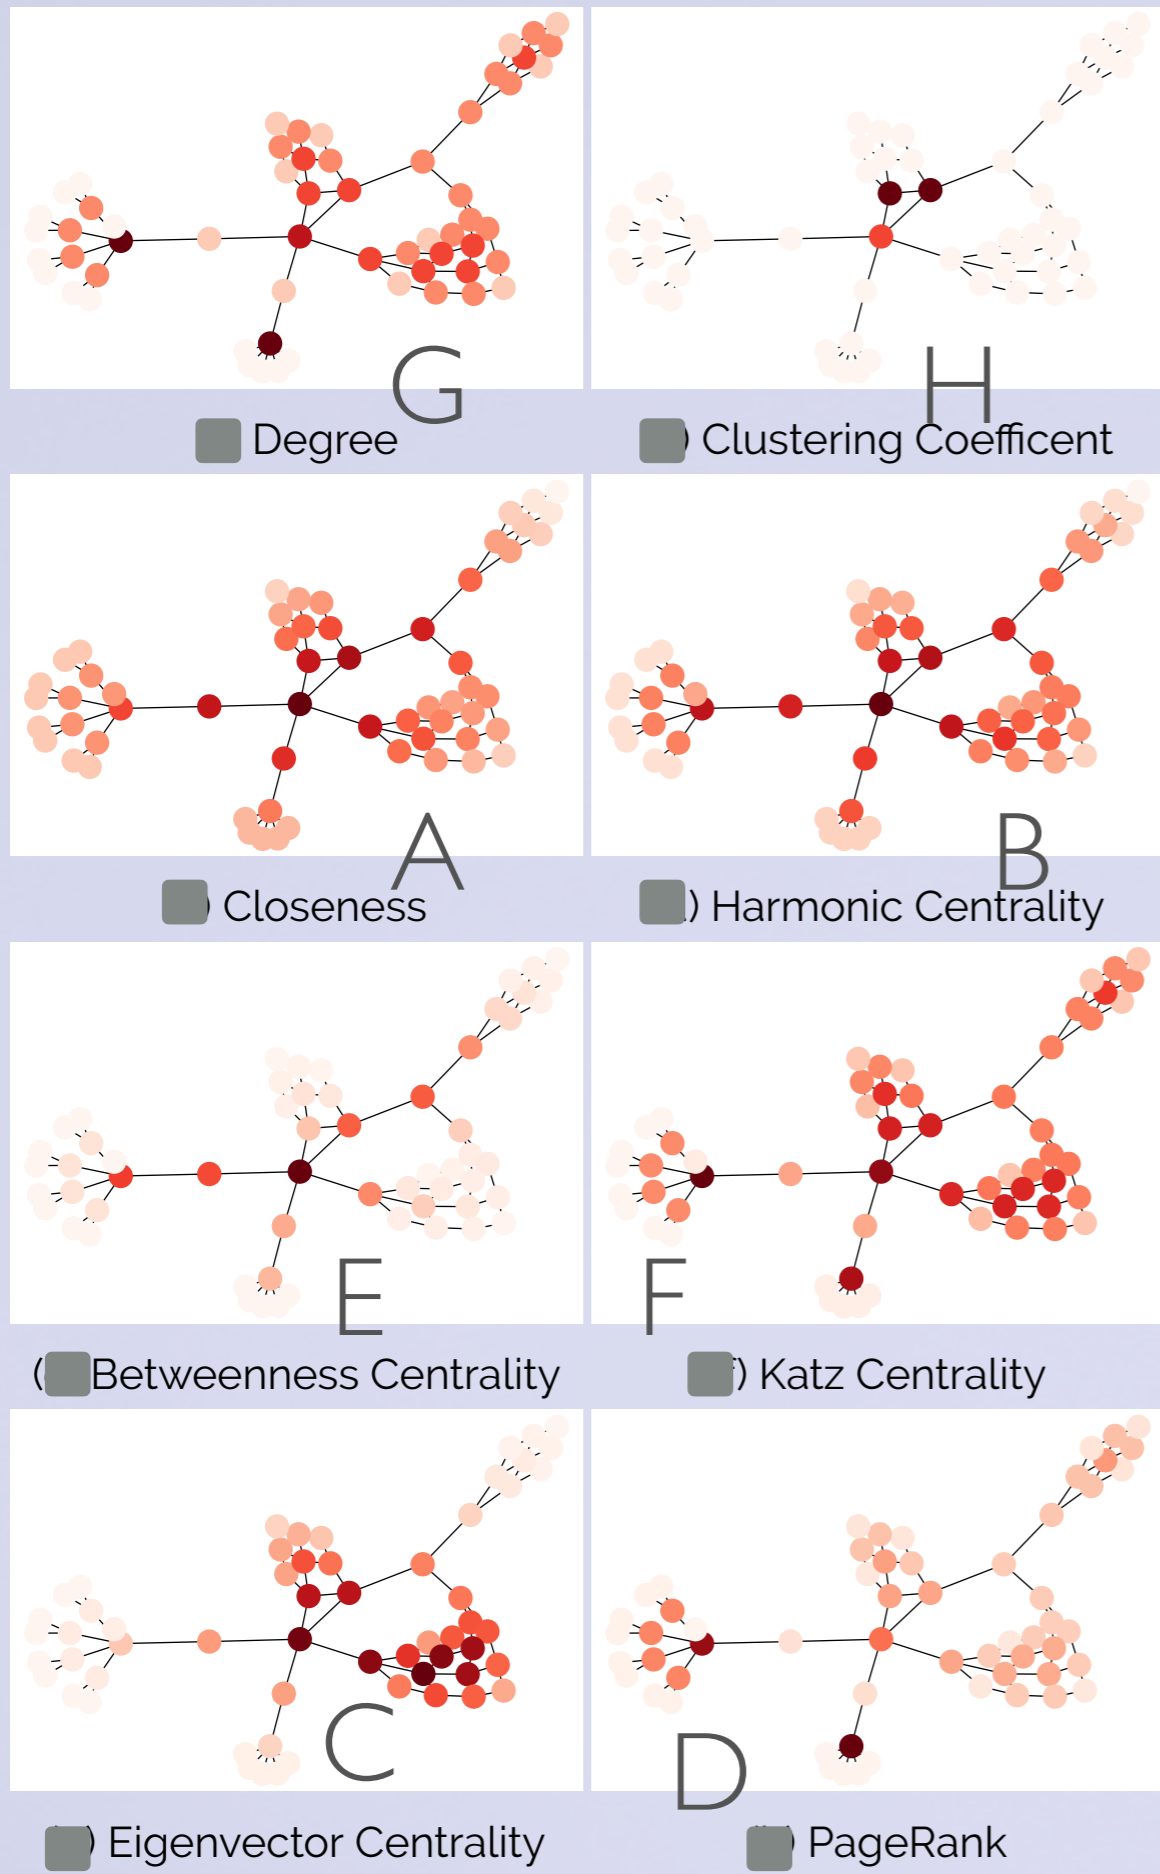 G
H
Degree
) Clustering Coefficent
A
B
) Closeness
) Harmonic Centrality
E
F
( Betweenness Centrality
) Katz Centrality
C
D
) Eigenvector Centrality
) PageRank